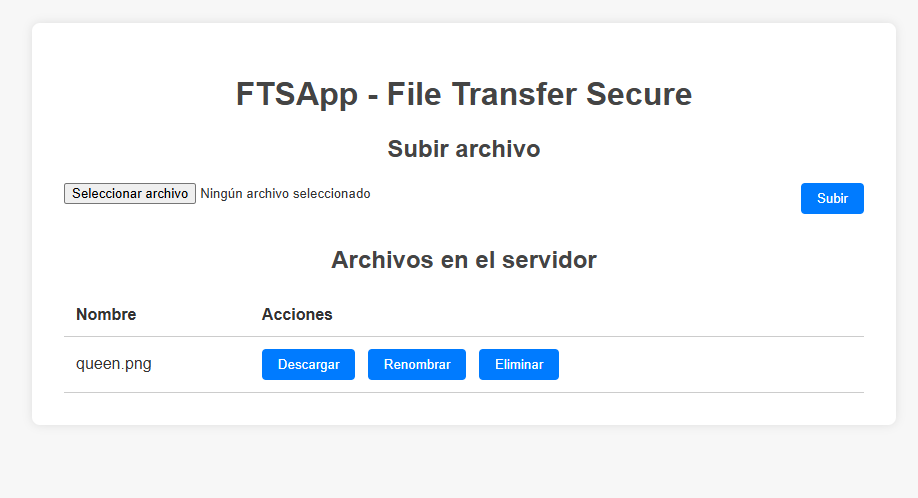 FTSApp - File Transfer Secure
Subir archivo
Seleccionar archivo Ningún archivo seleccionado Subir
Archivos en el servidor
Nombre Acciones
queen.png Descargar Renombrar Eliminar